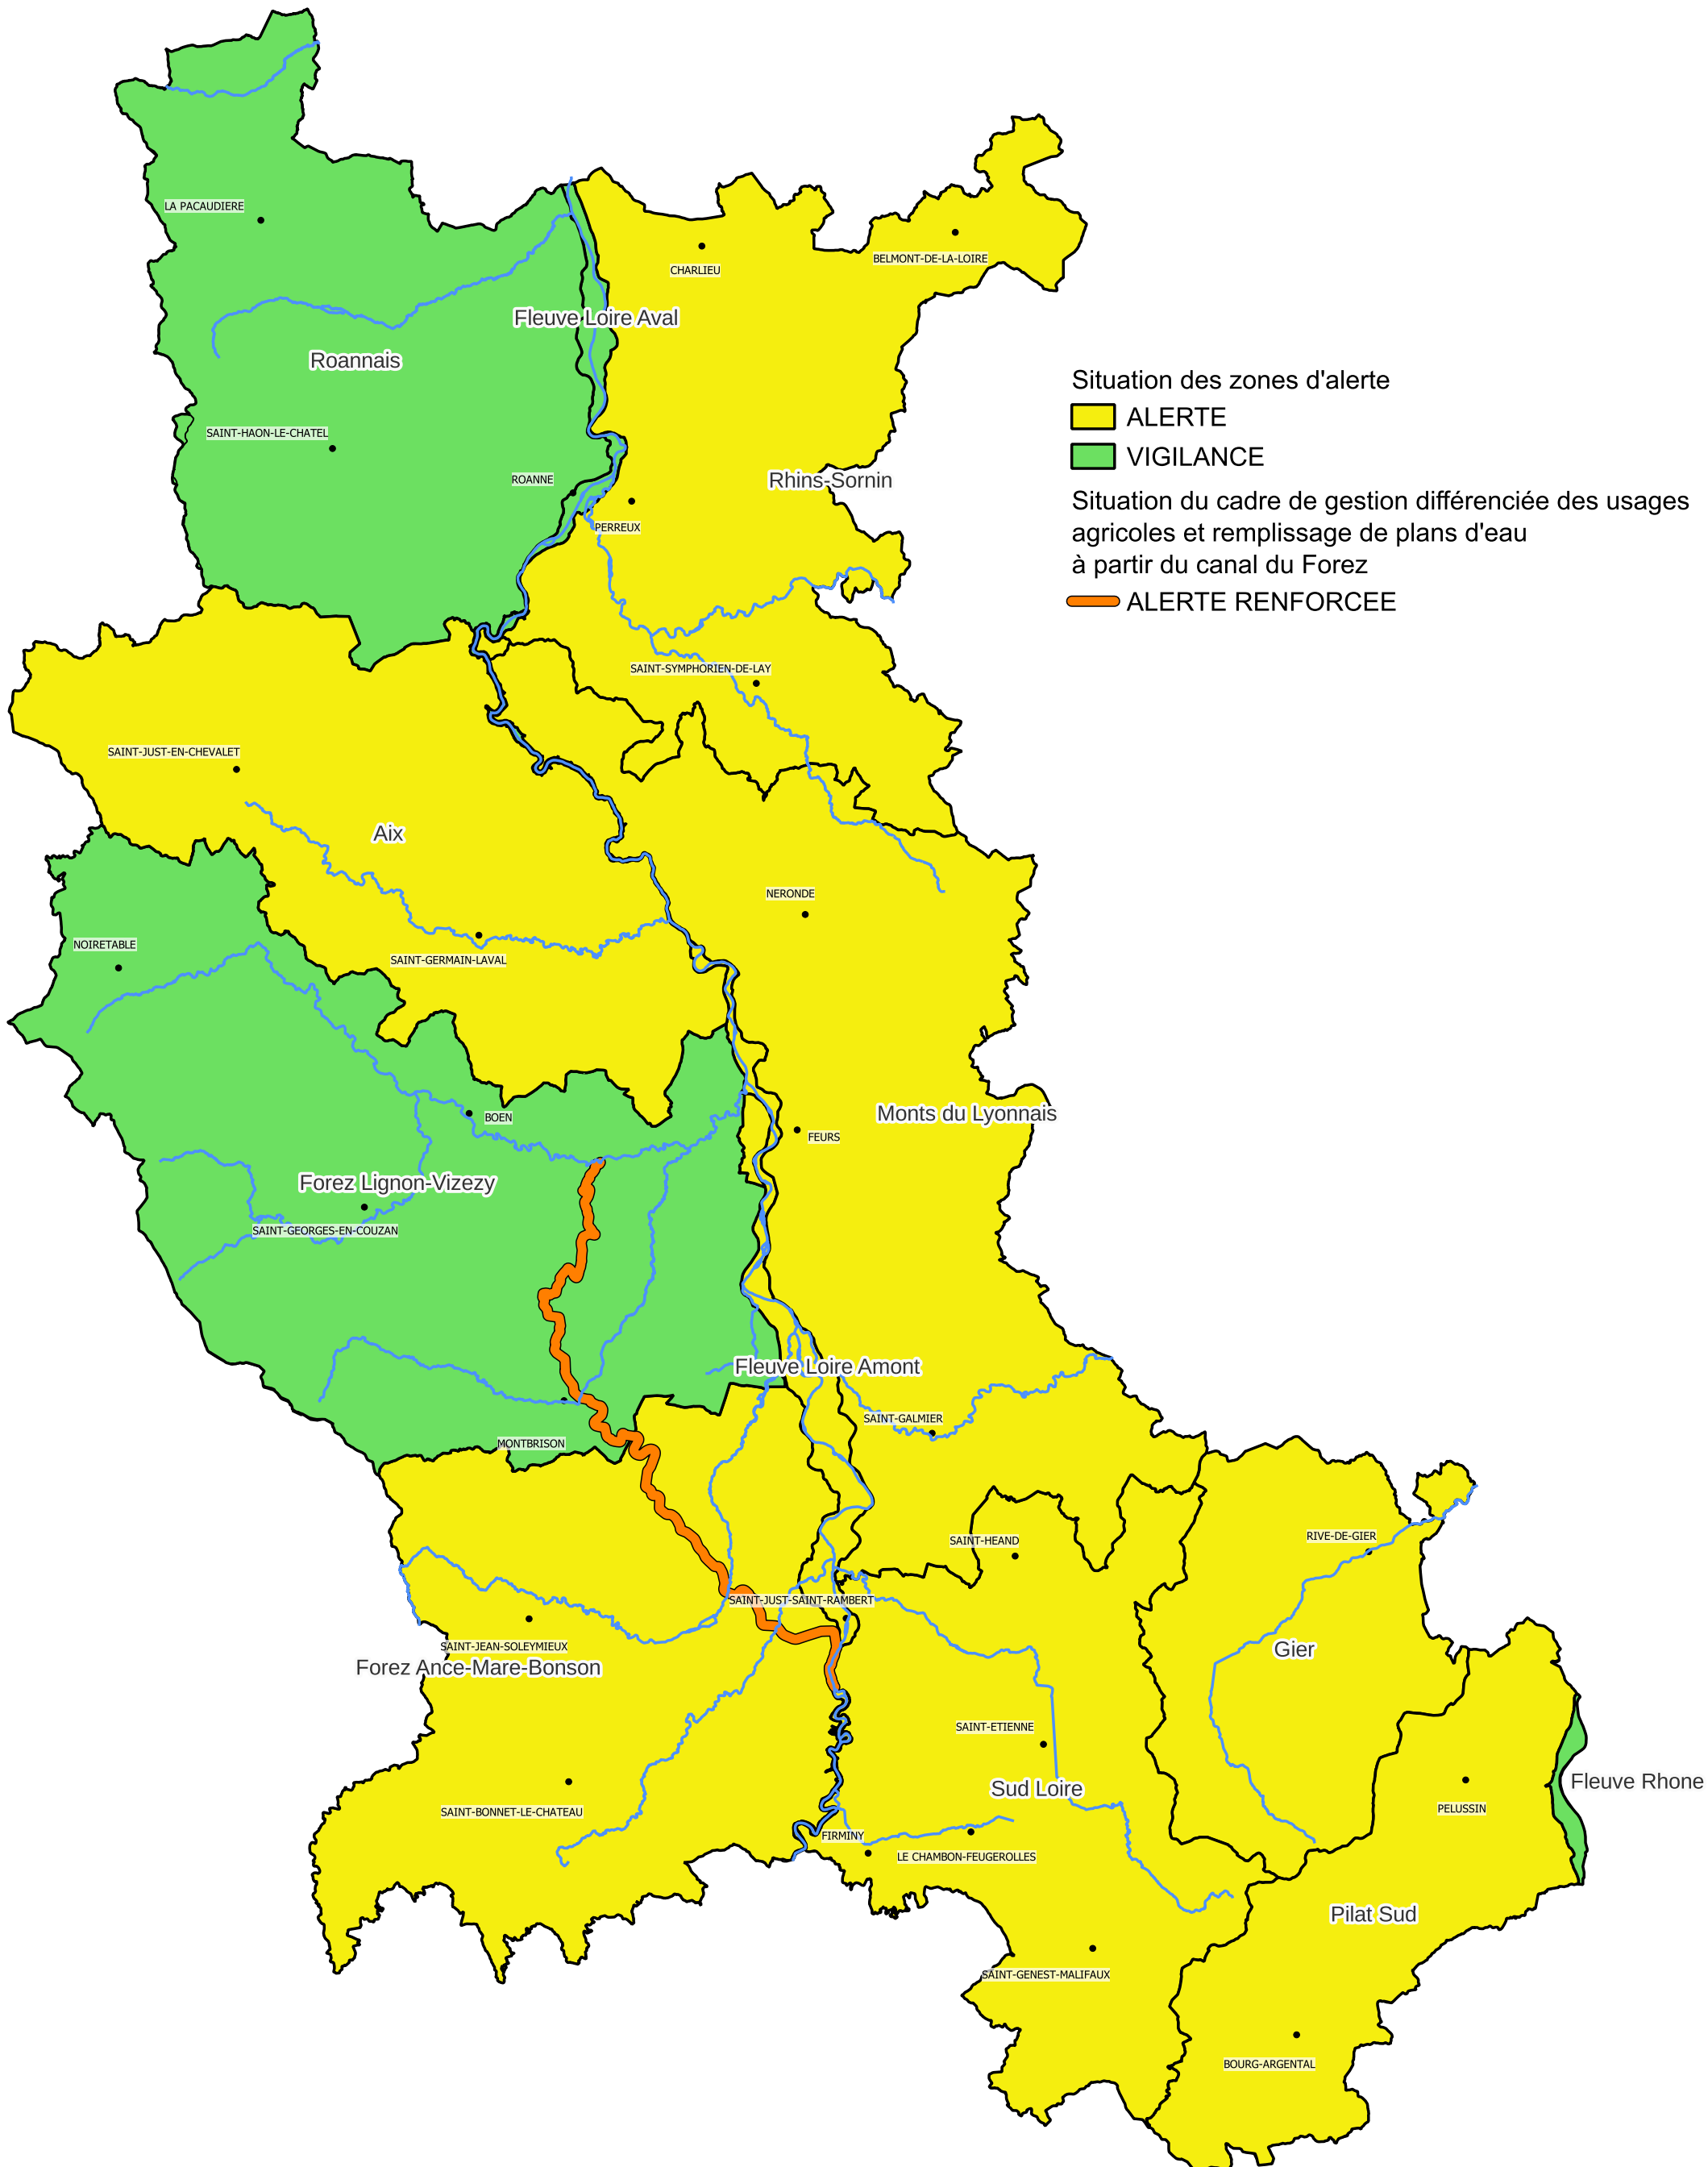 LA PACAUDIERE
CHARLIEU
BELMONT-DE-LA-LOIRE
Fleuve Loire Aval
Roannais
Situation des zones d'alerte
ALERTE
SAINT-HAON-LE-CHATEL
VIGILANCE
ROANNE
Rhins-Sornin
Situation du cadre de gestion différenciée des usages
agricoles et remplissage de plans d'eau
à partir du canal du Forez
PERREUX
ALERTE RENFORCEE
SAINT-SYMPHORIEN-DE-LAY
SAINT-JUST-EN-CHEVALET
Aix
NERONDE
NOIRETABLE
SAINT-GERMAIN-LAVAL
Monts du Lyonnais
BOEN
FEURS
Forez Lignon-Vizezy
SAINT-GEORGES-EN-COUZAN
Fleuve Loire Amont
SAINT-GALMIER
MONTBRISON
RIVE-DE-GIER
SAINT-HEAND
SAINT-JUST-SAINT-RAMBERT
SAINT-JEAN-SOLEYMIEUX
Gier
Forez Ance-Mare-Bonson
SAINT-ETIENNE
Fleuve Rhone
Sud Loire
PELUSSIN
SAINT-BONNET-LE-CHATEAU
FIRMINY
LE CHAMBON-FEUGEROLLES
Pilat Sud
SAINT-GENEST-MALIFAUX
BOURG-ARGENTAL